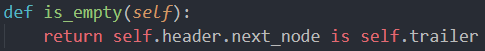 def is_empty(self):
    return self.header.next_node is self.trailer